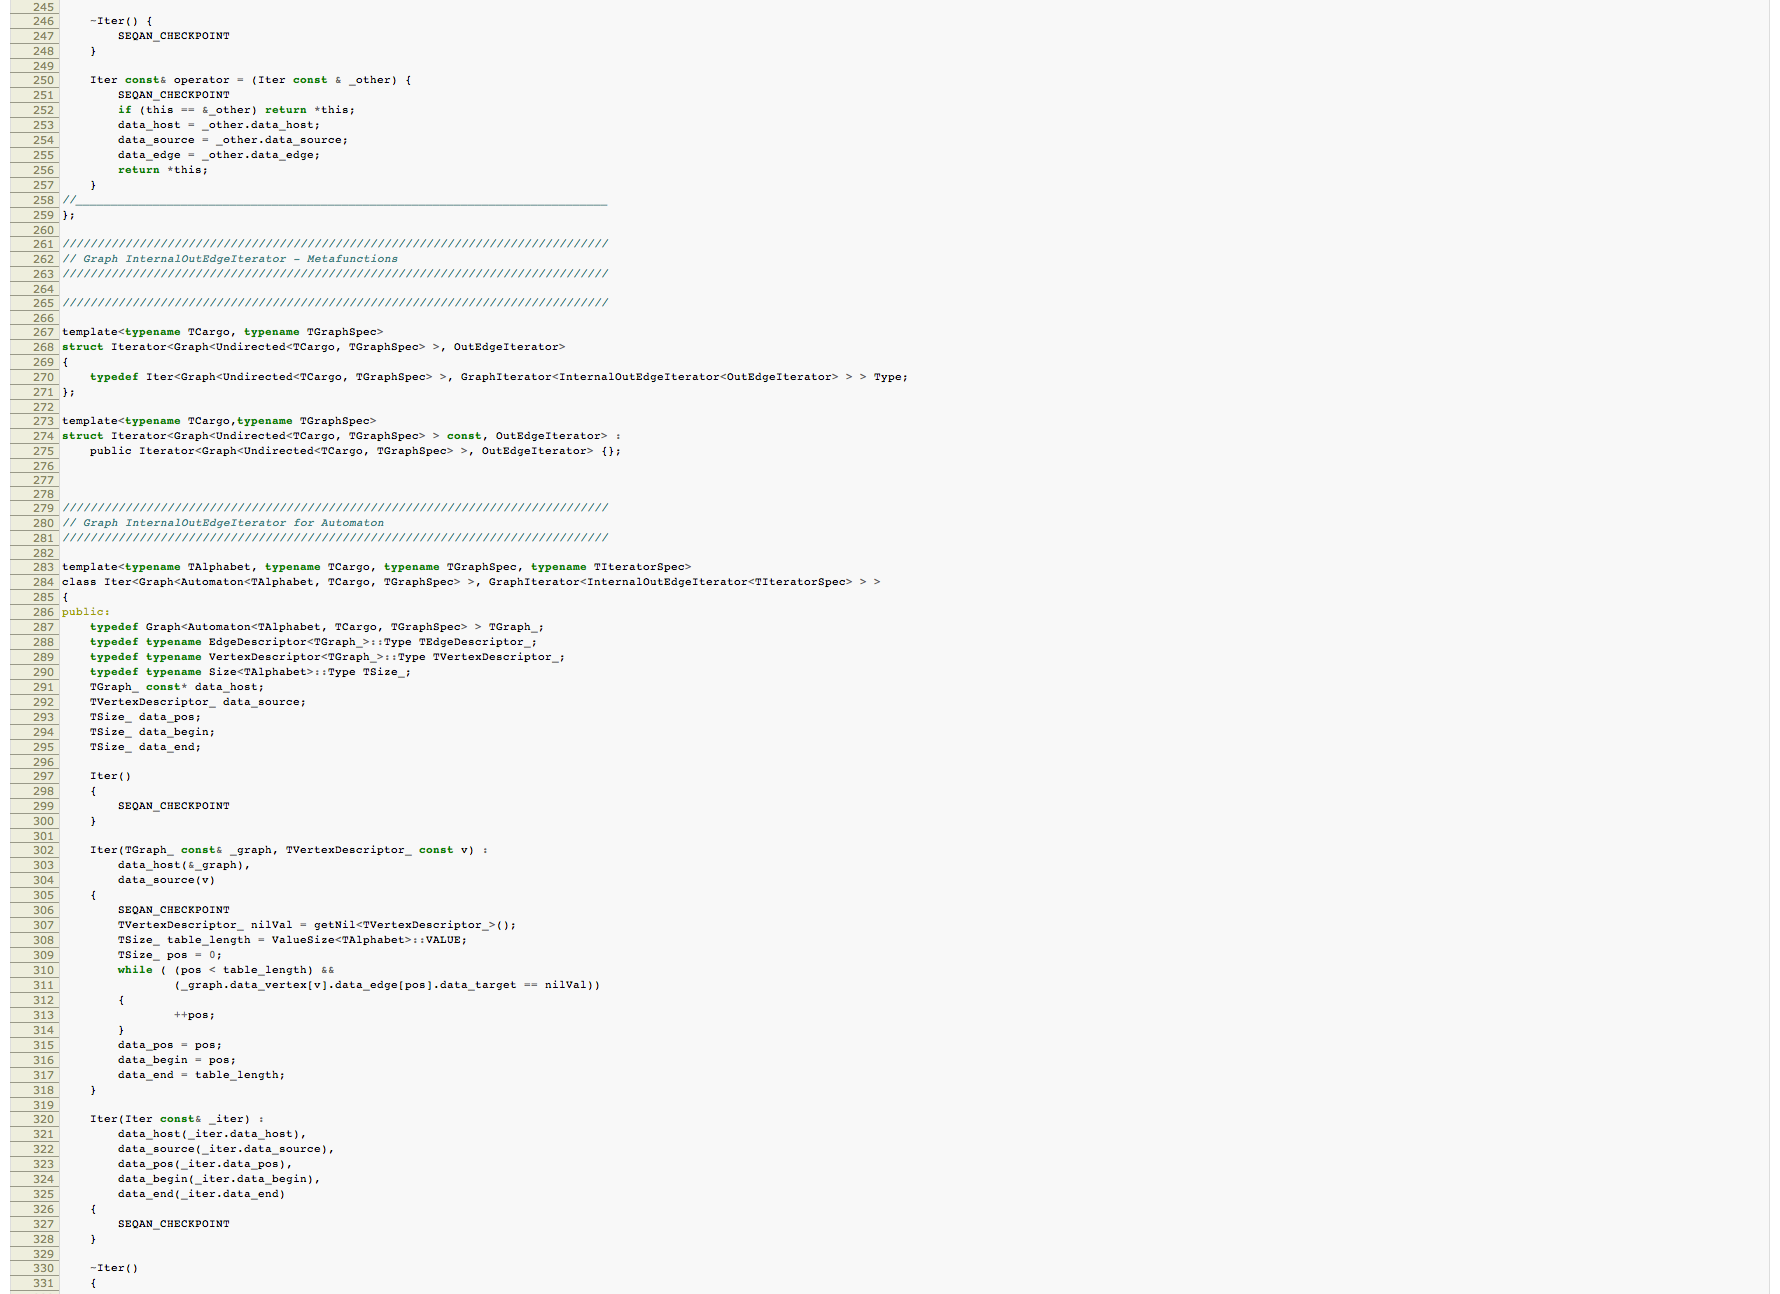 245
246     ~Iter() {
247         SEQAN_CHECKPOINT
248     }
249
250     Iter const& operator = (Iter const & _other) {
251         SEQAN_CHECKPOINT
252         if (this == &_other) return *this;
253         data_host = _other.data_host;
254         data_source = _other.data_source;
255         data_edge = _other.data_edge;
256         return *this;
257     }
258 //____________________________________________________________________________
259 };
260
261 //////////////////////////////////////////////////////////////////////////////
262 // Graph InternalOutEdgeIterator - Metafunctions
263 //////////////////////////////////////////////////////////////////////////////
264
265 //////////////////////////////////////////////////////////////////////////////
266
267 template<typename TCargo, typename TGraphSpec>
268 struct Iterator<Graph<Undirected<TCargo, TGraphSpec> >, OutEdgeIterator>
269 {
270     typedef Iter<Graph<Undirected<TCargo, TGraphSpec> >, GraphIterator<InternalOutEdgeIterator<OutEdgeIterator> > > Type;
271 };
272
273 template<typename TCargo,typename TGraphSpec>
274 struct Iterator<Graph<Undirected<TCargo, TGraphSpec> > const, OutEdgeIterator> :
275     public Iterator<Graph<Undirected<TCargo, TGraphSpec> >, OutEdgeIterator> {};
276
277
278
279 //////////////////////////////////////////////////////////////////////////////
280 // Graph InternalOutEdgeIterator for Automaton
281 //////////////////////////////////////////////////////////////////////////////
282
283 template<typename TAlphabet, typename TCargo, typename TGraphSpec, typename TIteratorSpec>
284 class Iter<Graph<Automaton<TAlphabet, TCargo, TGraphSpec> >, GraphIterator<InternalOutEdgeIterator<TIteratorSpec> > >
285 {
286 public:
287     typedef Graph<Automaton<TAlphabet, TCargo, TGraphSpec> > TGraph_;
288     typedef typename EdgeDescriptor<TGraph_>::Type TEdgeDescriptor_;
289     typedef typename VertexDescriptor<TGraph_>::Type TVertexDescriptor_;
290     typedef typename Size<TAlphabet>::Type TSize_;
291     TGraph_ const* data_host;
292     TVertexDescriptor_ data_source;
293     TSize_ data_pos;
294     TSize_ data_begin;
295     TSize_ data_end;
296
297     Iter()
298     {
299         SEQAN_CHECKPOINT
300     }
301
302     Iter(TGraph_ const& _graph, TVertexDescriptor_ const v) :
303         data_host(&_graph),
304         data_source(v)
305     {
306         SEQAN_CHECKPOINT
307         TVertexDescriptor_ nilVal = getNil<TVertexDescriptor_>();
308         TSize_ table_length = ValueSize<TAlphabet>::VALUE;
309         TSize_ pos = 0;
310         while ( (pos < table_length) &&
311                 (_graph.data_vertex[v].data_edge[pos].data_target == nilVal))
312         {
313                 ++pos;
314         }
315         data_pos = pos;
316         data_begin = pos;
317         data_end = table_length;
318     }
319
320     Iter(Iter const& _iter) :
321         data_host(_iter.data_host),
322         data_source(_iter.data_source),
323         data_pos(_iter.data_pos),
324         data_begin(_iter.data_begin),
325         data_end(_iter.data_end)
326     {
327         SEQAN_CHECKPOINT
328     }
329
330     ~Iter()
331     {